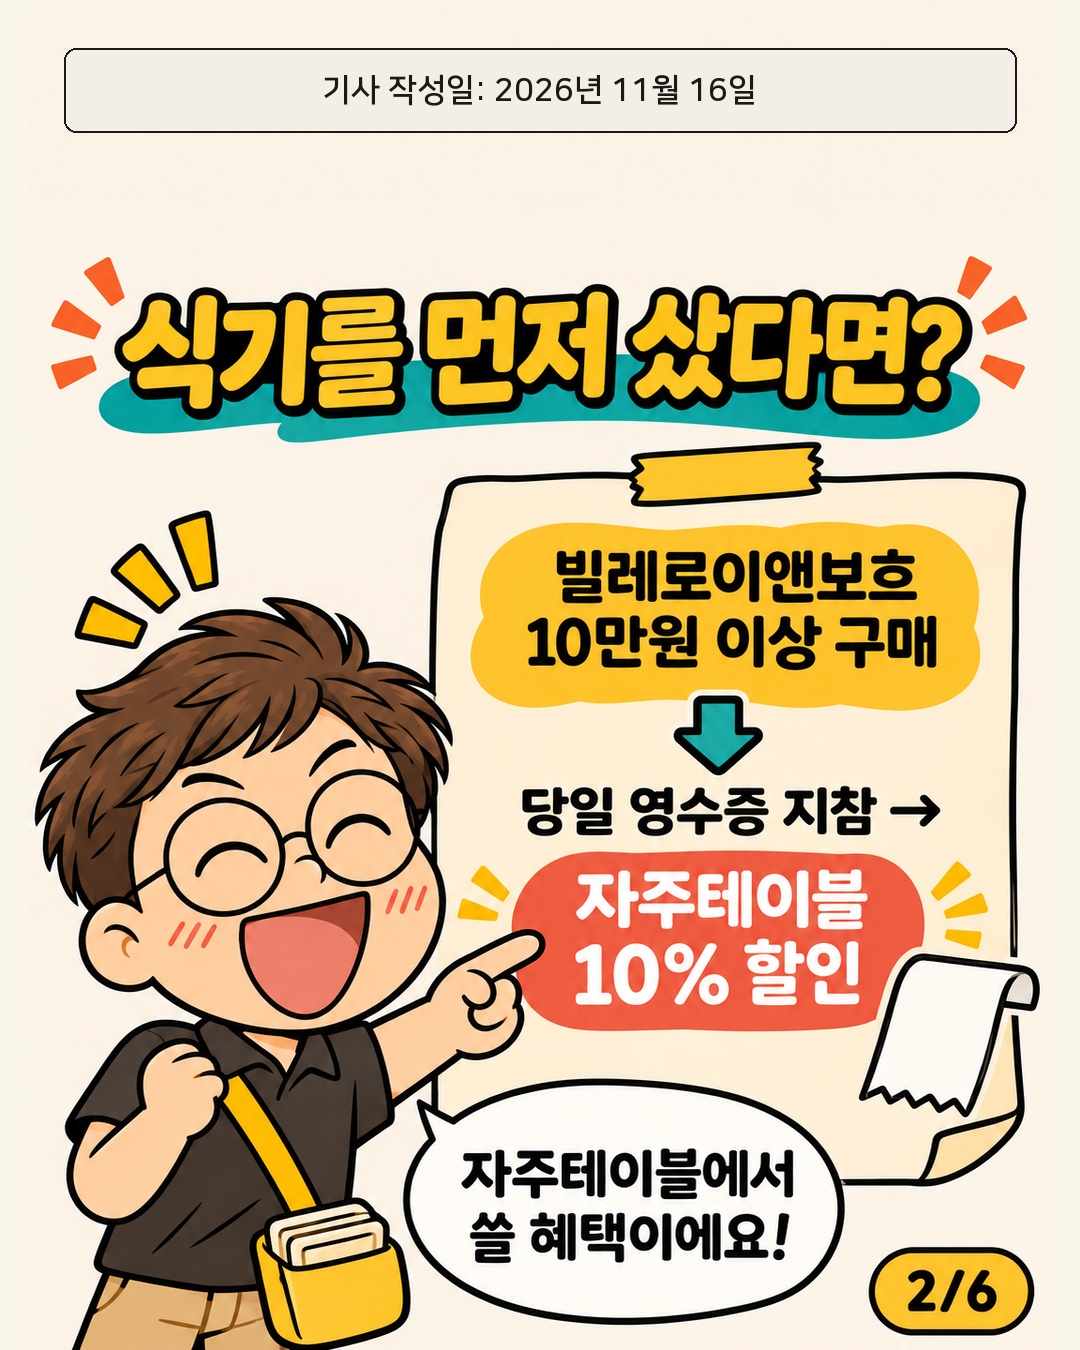 기사 작성일: 2026년 11월 16일
식기를 먼저 샀다면?
빌레로이앤보흐
10만원 이상 구매
당일 영수증 지참 →
자주테이블
10% 할인
자주테이블에서
쓸 혜택이에요!
2/6